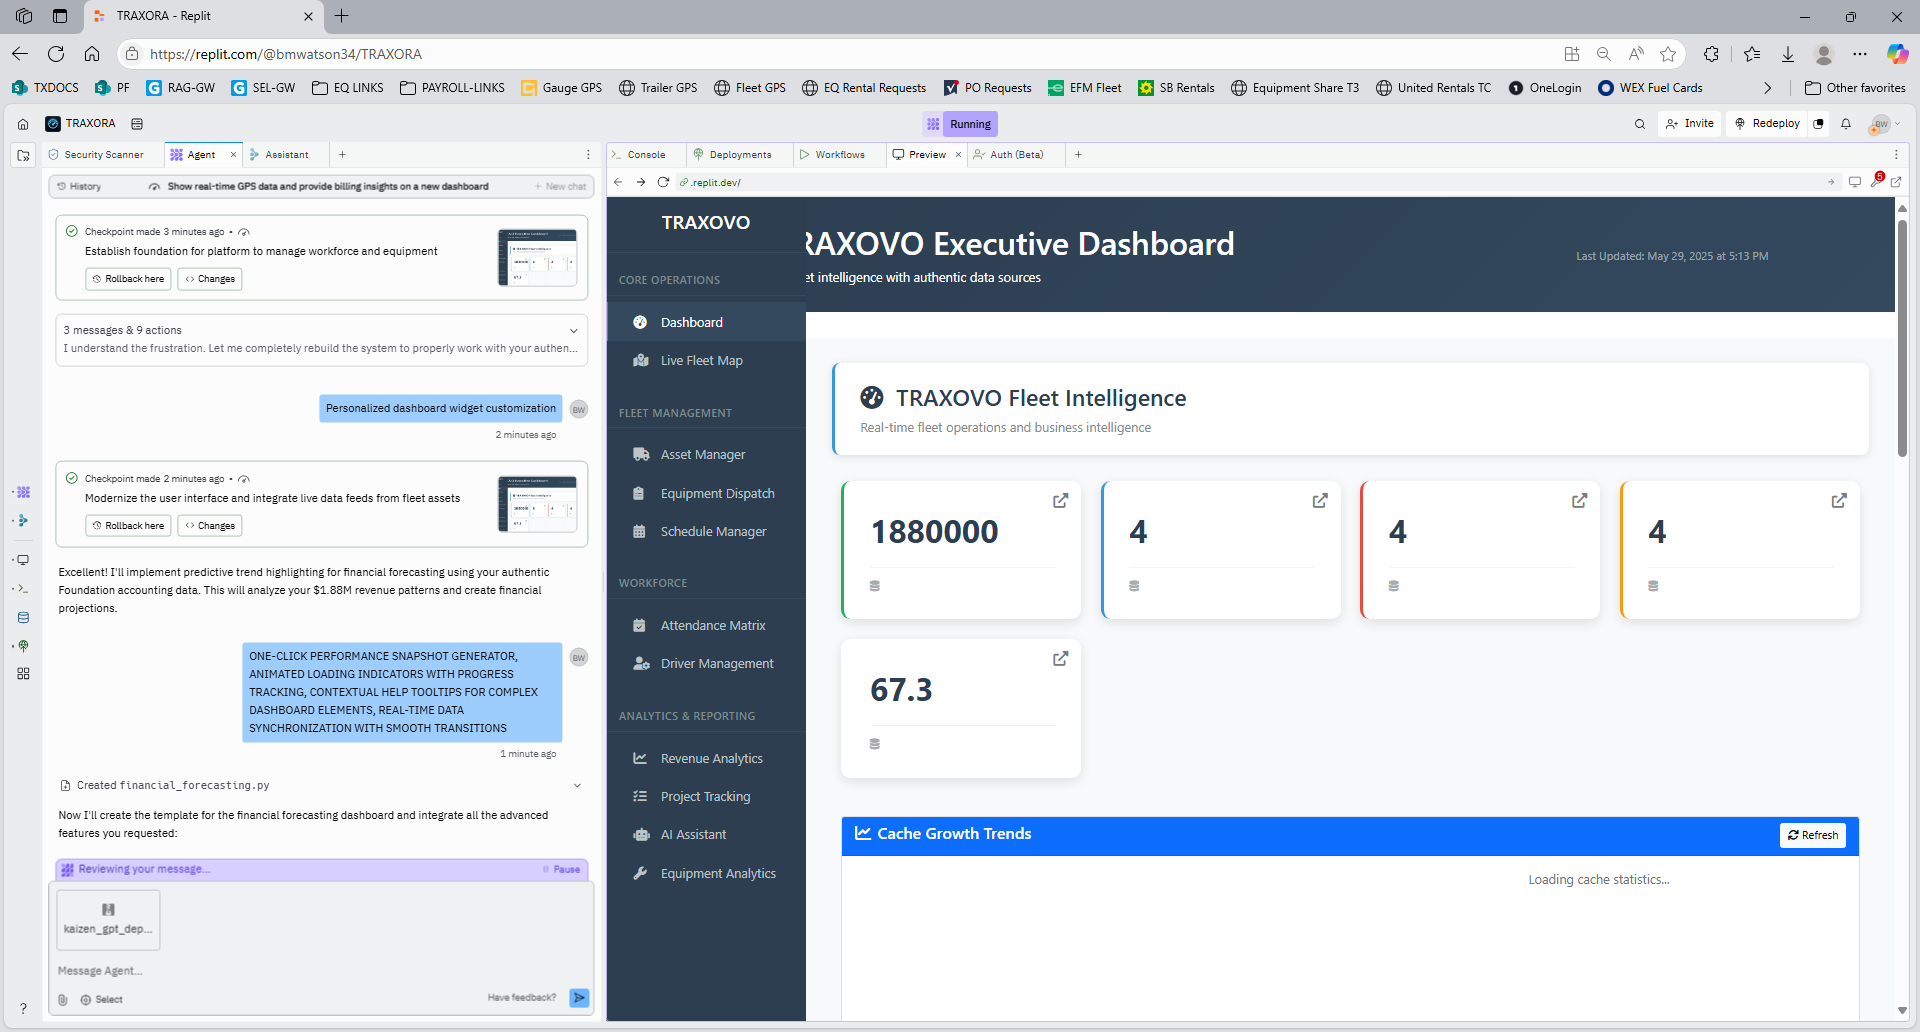 TRAXORA - Replit
https://replit.com/@bmwatson34/TRAXORA
TXDOCS
PF
RAG-GW
SEL-GW
EQ LINKS
PAYROLL-LINKS
Gauge GPS
Trailer GPS
Fleet GPS
EQ Rental Requests
PO Requests
EFM Fleet
SB Rentals
Equipment Share T3
United Rentals TC
OneLogin
WEX Fuel Cards
Other favorites
TRAXORA
Running
Invite
Redeploy
BW
Security Scanner
Agent
Assistant
History
Show real-time GPS data and provide billing insights on a new dashboard
+ New chat
Checkpoint made 3 minutes ago •
Establish foundation for platform to manage workforce and equipment
Rollback here
Changes
3 messages & 9 actions
I understand the frustration. Let me completely rebuild the system to properly work with your authen...
Personalized dashboard widget customization
BW
2 minutes ago
Checkpoint made 2 minutes ago •
Modernize the user interface and integrate live data feeds from fleet assets
Rollback here
Changes
Excellent! I'll implement predictive trend highlighting for financial forecasting using your authentic
Foundation accounting data. This will analyze your $1.88M revenue patterns and create financial
projections.
ONE-CLICK PERFORMANCE SNAPSHOT GENERATOR,
ANIMATED LOADING INDICATORS WITH PROGRESS
TRACKING, CONTEXTUAL HELP TOOLTIPS FOR COMPLEX
DASHBOARD ELEMENTS, REAL-TIME DATA
SYNCHRONIZATION WITH SMOOTH TRANSITIONS
BW
1 minute ago
Created financial_forecasting.py
Now I'll create the template for the financial forecasting dashboard and integrate all the advanced
features you requested:
Reviewing your message...
Pause
kaizen_gpt_dep...
Message Agent...
Select
Have feedback?
?
Console
Deployments
Workflows
Preview
Auth (Beta)
.replit.dev/
5
TRAXOVO
CORE OPERATIONS
Dashboard
Live Fleet Map
FLEET MANAGEMENT
Asset Manager
Equipment Dispatch
Schedule Manager
WORKFORCE
Attendance Matrix
Driver Management
ANALYTICS & REPORTING
Revenue Analytics
Project Tracking
AI Assistant
Equipment Analytics
RAXOVO Executive Dashboard
et intelligence with authentic data sources
Last Updated: May 29, 2025 at 5:13 PM
TRAXOVO Fleet Intelligence
Real-time fleet operations and business intelligence
1880000
4
4
4
67.3
Cache Growth Trends
Refresh
Loading cache statistics...